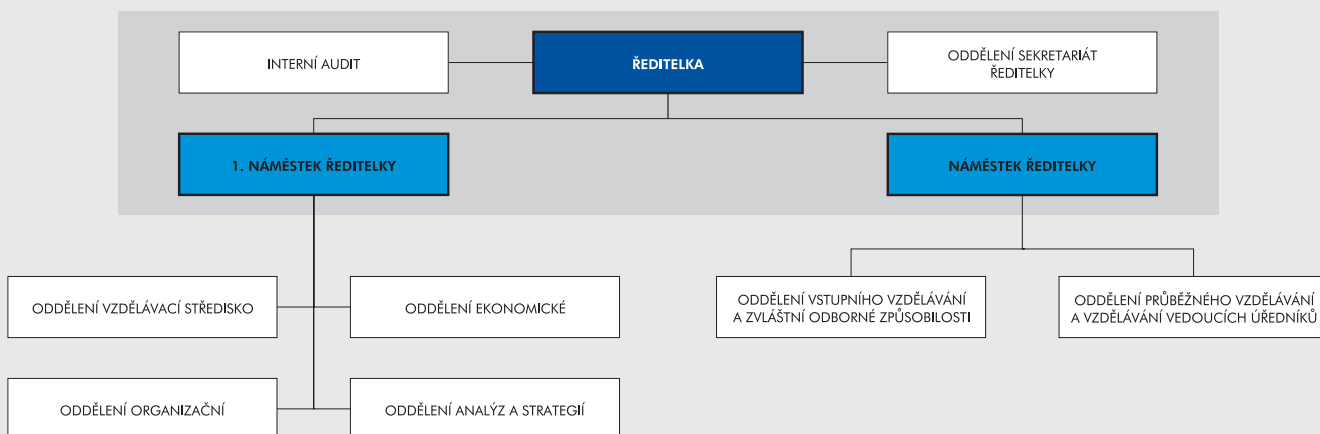 INTERNÍ AUDIT
ŘEDITELKA
ODDĚLENÍ SEKRETARIÁT
ŘEDITELKY
1. NÁMĚSTEK ŘEDITELKY
NÁMĚSTEK ŘEDITELKY
ODDĚLENÍ VZDĚLÁVACÍ STŘEDISKO
ODDĚLENÍ EKONOMICKÉ
ODDĚLENÍ VSTUPNÍHO VZDĚLÁVÁNÍ
A ZVLÁŠTNÍ ODBORNÉ ZPŮSOBILOSTI
ODDĚLENÍ PRŮBĚŽNÉHO VZDĚLÁVÁNÍ
A VZDĚLÁVÁNÍ VEDOUCÍCH ÚŘEDNÍKŮ
ODDĚLENÍ ORGANIZAČNÍ
ODDĚLENÍ ANALÝZ A STRATEGIÍ